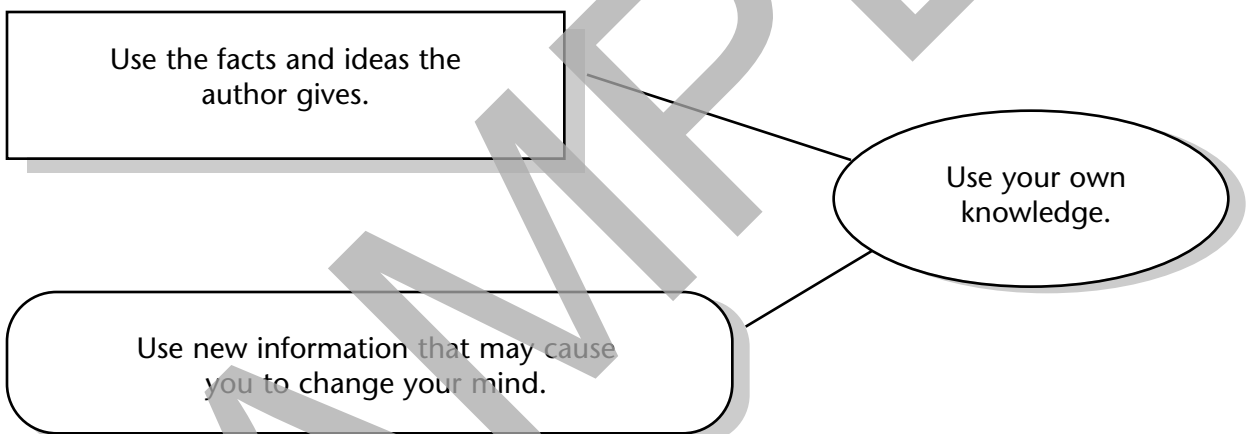 Use the facts and ideas the
author gives.
Use your own
knowledge.
Use new information that may cause
you to change your mind.